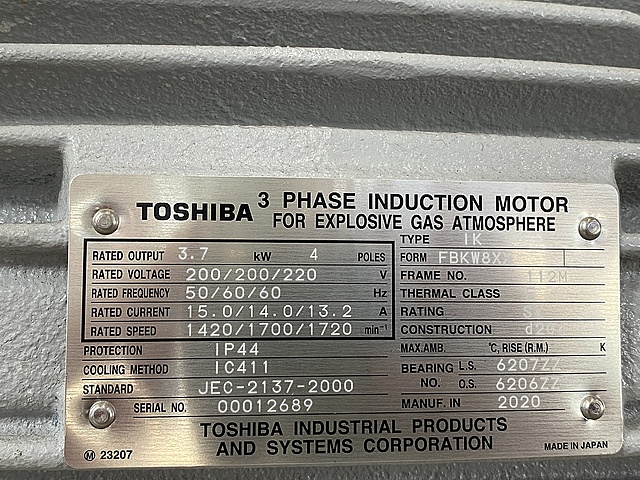 TOSHIBA 3 PHASE INDUCTION MOTOR
FOR EXPLOSIVE GAS ATMOSPHERE
TYPE IK
RATED OUTPUT 3.7 kW 4 POLES
FORM FBKW8
RATED VOLTAGE 200/200/220 V
FRAME NO. 112M
RATED FREQUENCY 50/60/60 Hz
THERMAL CLASS
RATED CURRENT 15.0/14.0/13.2 A
RATING
RATED SPEED 1420/1700/1720 min⁻¹
CONSTRUCTION
PROTECTION IP44
MAX.AMB. °C, RISE (R.M.) K
COOLING METHOD IC411
BEARING L.S. 6207ZZ
STANDARD JEC-2137-2000
NO. O.S. 6206ZZ
SERIAL NO. 00012689
MANUF. IN 2020
TOSHIBA INDUSTRIAL PRODUCTS
AND SYSTEMS CORPORATION
M 23207
MADE IN JAPAN